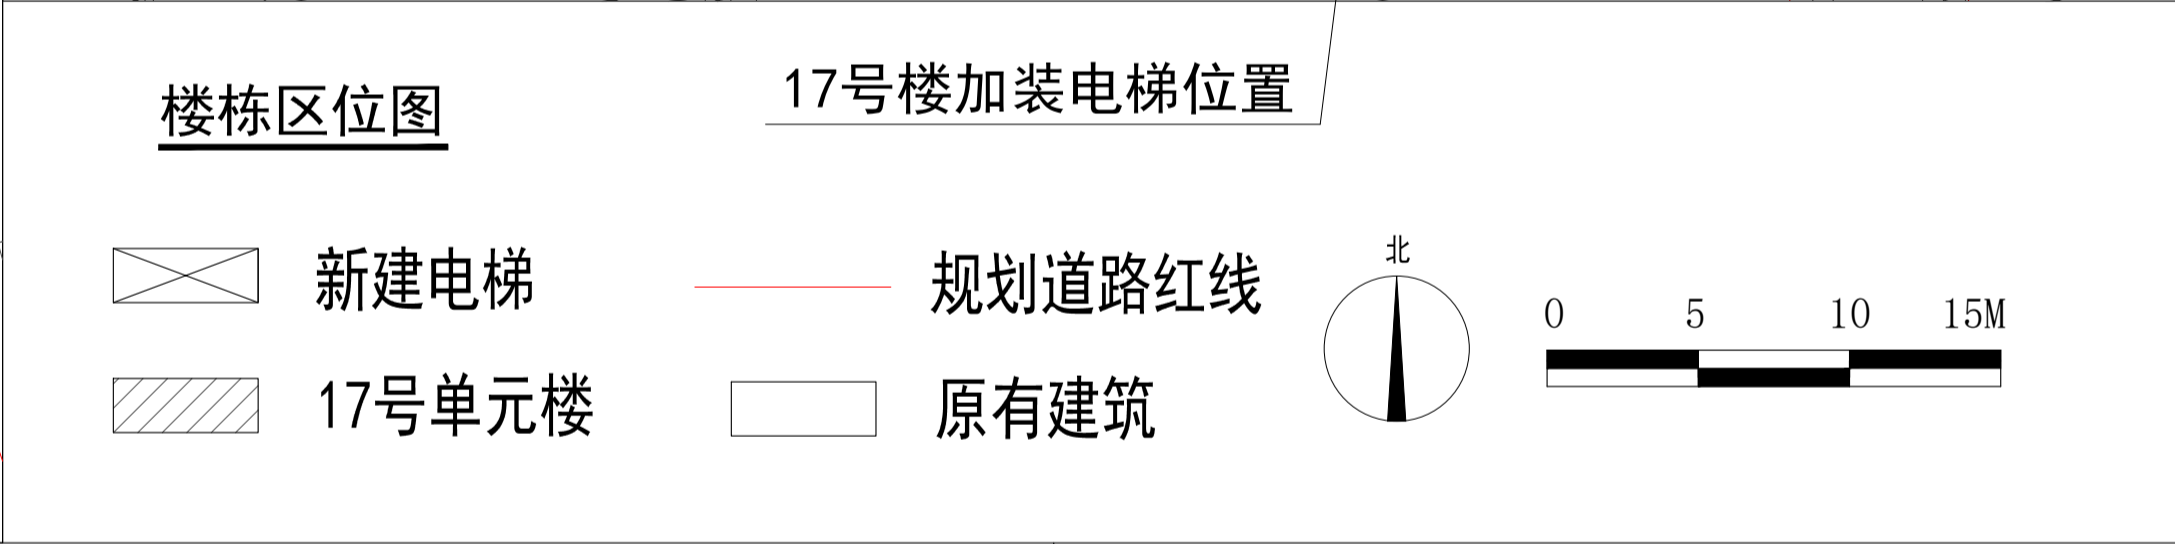 楼栋区位图
17号楼加装电梯位置
新建电梯
规划道路红线
北
0 5 10 15M
17号单元楼
原有建筑